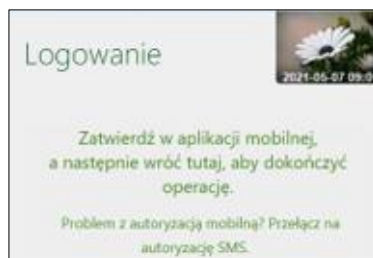 Logowanie
2021-05-07 09:0
Zatwierdź w aplikacji mobilnej,
a następnie wróć tutaj, aby dokończyć
operację.
Problem z autoryzacją mobilną? Przełącz na
autoryzację SMS.